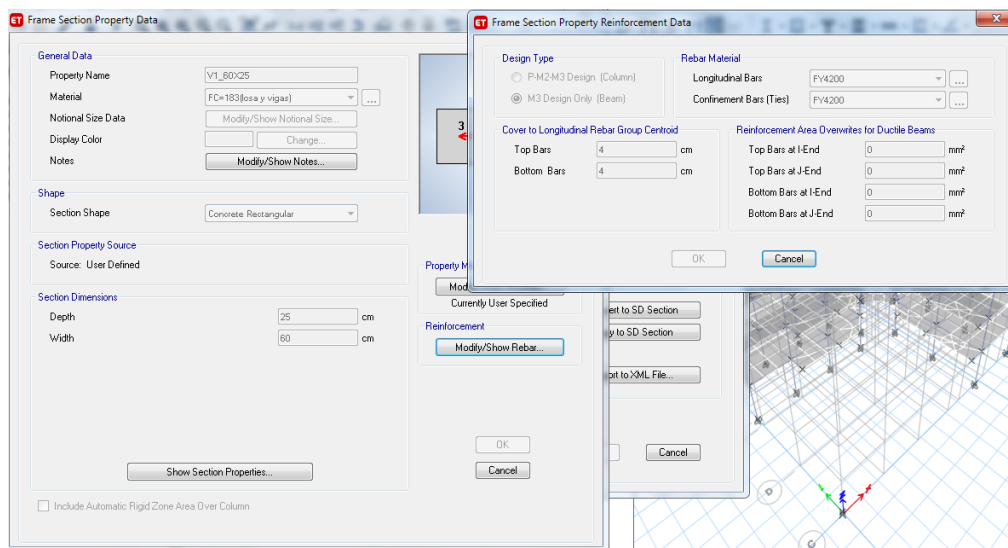 Frame Section Property Data
General Data
Property Name V1_60X25
Material FC=183(losa y vigas) ...
Notional Size Data Modify/Show Notional Size...
Display Color Change...
Notes Modify/Show Notes...
Shape
Section Shape Concrete Rectangular
Section Property Source
Source: User Defined
Section Dimensions
Depth 25 cm
Width 60 cm
Show Section Properties...
Include Automatic Rigid Zone Area Over Column
3
Property M
Mod
Currently User Specified
Reinforcement
Modify/Show Rebar...
OK
Cancel
Frame Section Property Reinforcement Data
Design Type
P-M2-M3 Design (Column)
M3 Design Only (Beam)
Rebar Material
Longitudinal Bars FY4200 ...
Confinement Bars (Ties) FY4200 ...
Cover to Longitudinal Rebar Group Centroid
Top Bars 4 cm
Bottom Bars 4 cm
Reinforcement Area Overwrites for Ductile Beams
Top Bars at I-End 0 mm²
Top Bars at J-End 0 mm²
Bottom Bars at I-End 0 mm²
Bottom Bars at J-End 0 mm²
OK Cancel
ert to SD Section
y to SD Section
ort to XML File...
Cancel